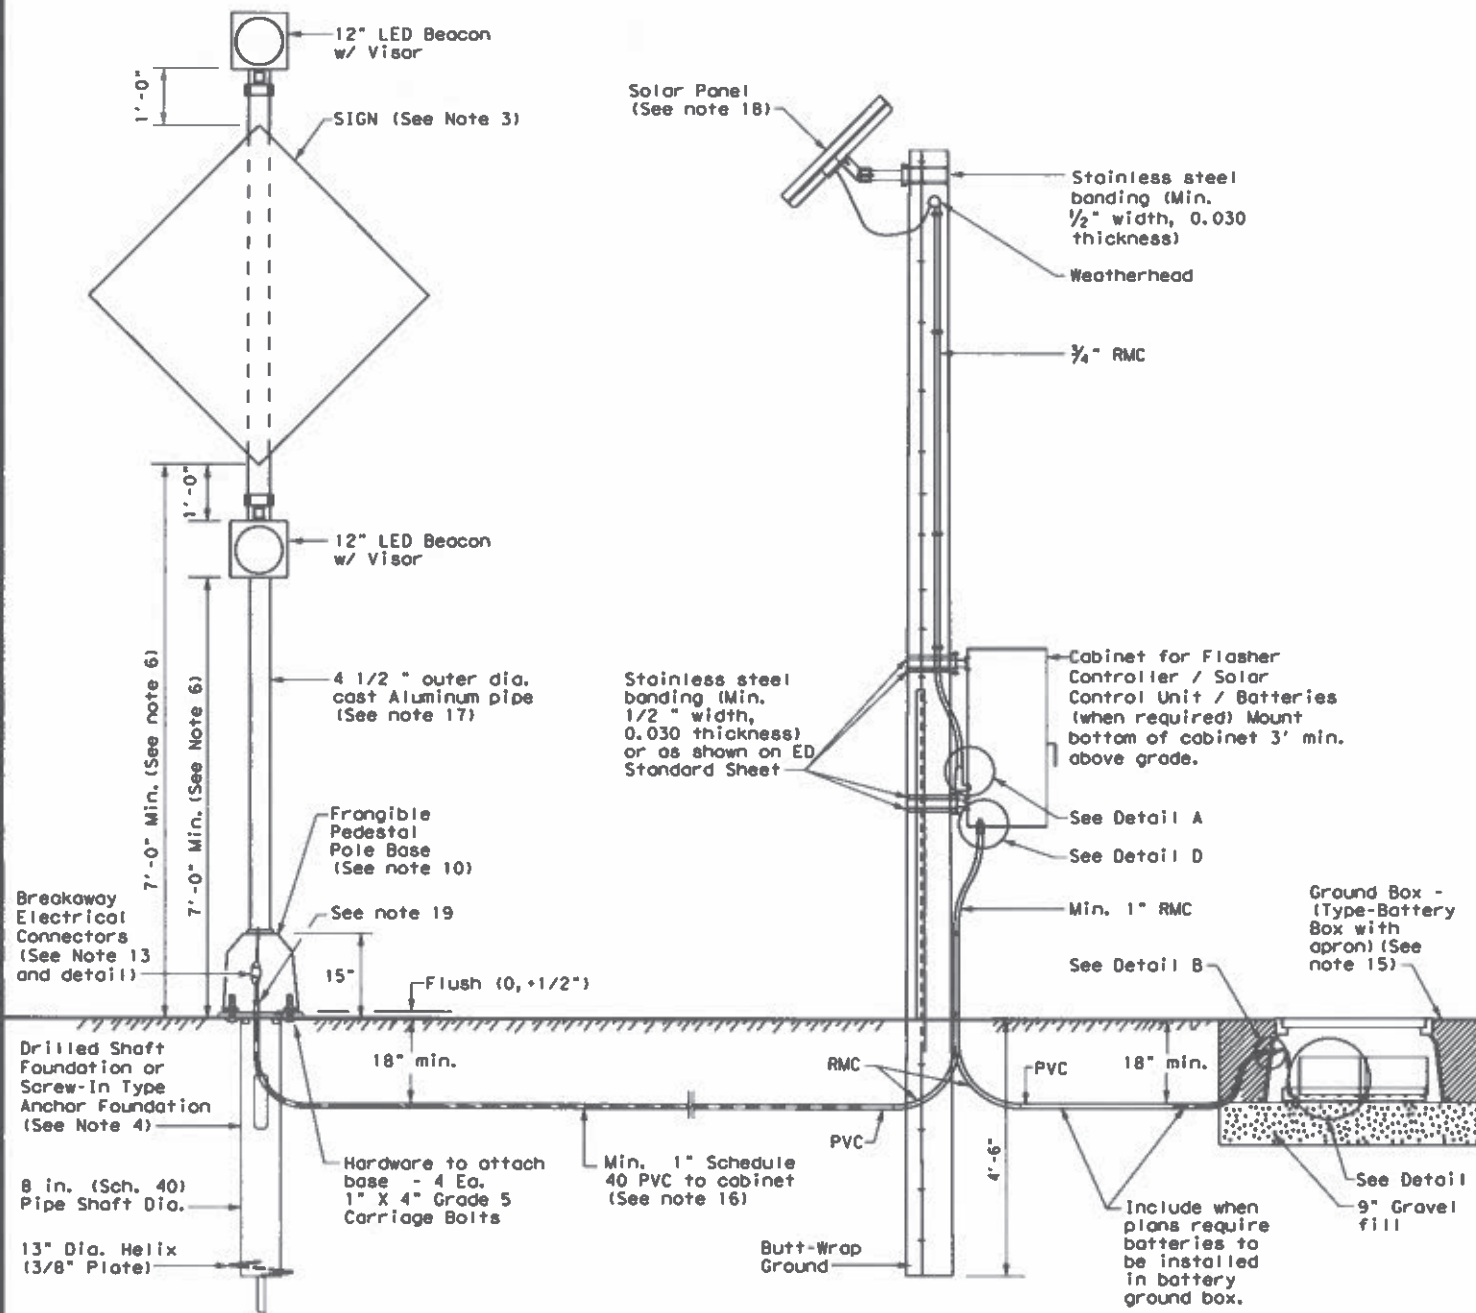 12" LED Beacon
w/ Visor
1'-0"
SIGN (See Note 3)
1'-0"
12" LED Beacon
w/ Visor
7'-0" Min. (See note 6)
7'-0" Min. (See Note 6)
4 1/2 " outer dia.
cast Aluminum pipe
(See note 17)
Frangible
Pedestal
Pole Base
(See note 10)
Breakaway
Electrical
Connectors
(See Note 13
and detail)
See note 19
15"
Flush (0, +1/2")
Drilled Shaft
Foundation or
Screw-In Type
Anchor Foundation
(See Note 4)
18" min.
8 in. (Sch. 40)
Pipe Shaft Dia.
13" Dia. Helix
(3/8" Plate)
Hardware to attach
base - 4 Ea.
1" X 4" Grade 5
Carriage Bolts
Min. 1" Schedule
40 PVC to cabinet
(See note 16)
Solar Panel
(See note 18)
Stainless steel
banding (Min.
1/2" width, 0.030
thickness)
Weatherhead
3/4" RMC
Stainless steel
banding (Min.
1/2 " width,
0.030 thickness)
or as shown on ED
Standard Sheet
Cabinet for Flasher
Controller / Solar
Control Unit / Batteries
(when required) Mount
bottom of cabinet 3' min.
above grade.
See Detail A
See Detail D
Min. 1" RMC
Ground Box -
(Type-Battery
Box with
apron) (See
note 15)
See Detail B
RMC
PVC
18" min.
PVC
4'-6"
Butt-Wrap
Ground
Include when
plans require
batteries to
be installed
in battery
ground box.
See Detail
9" Gravel
fill